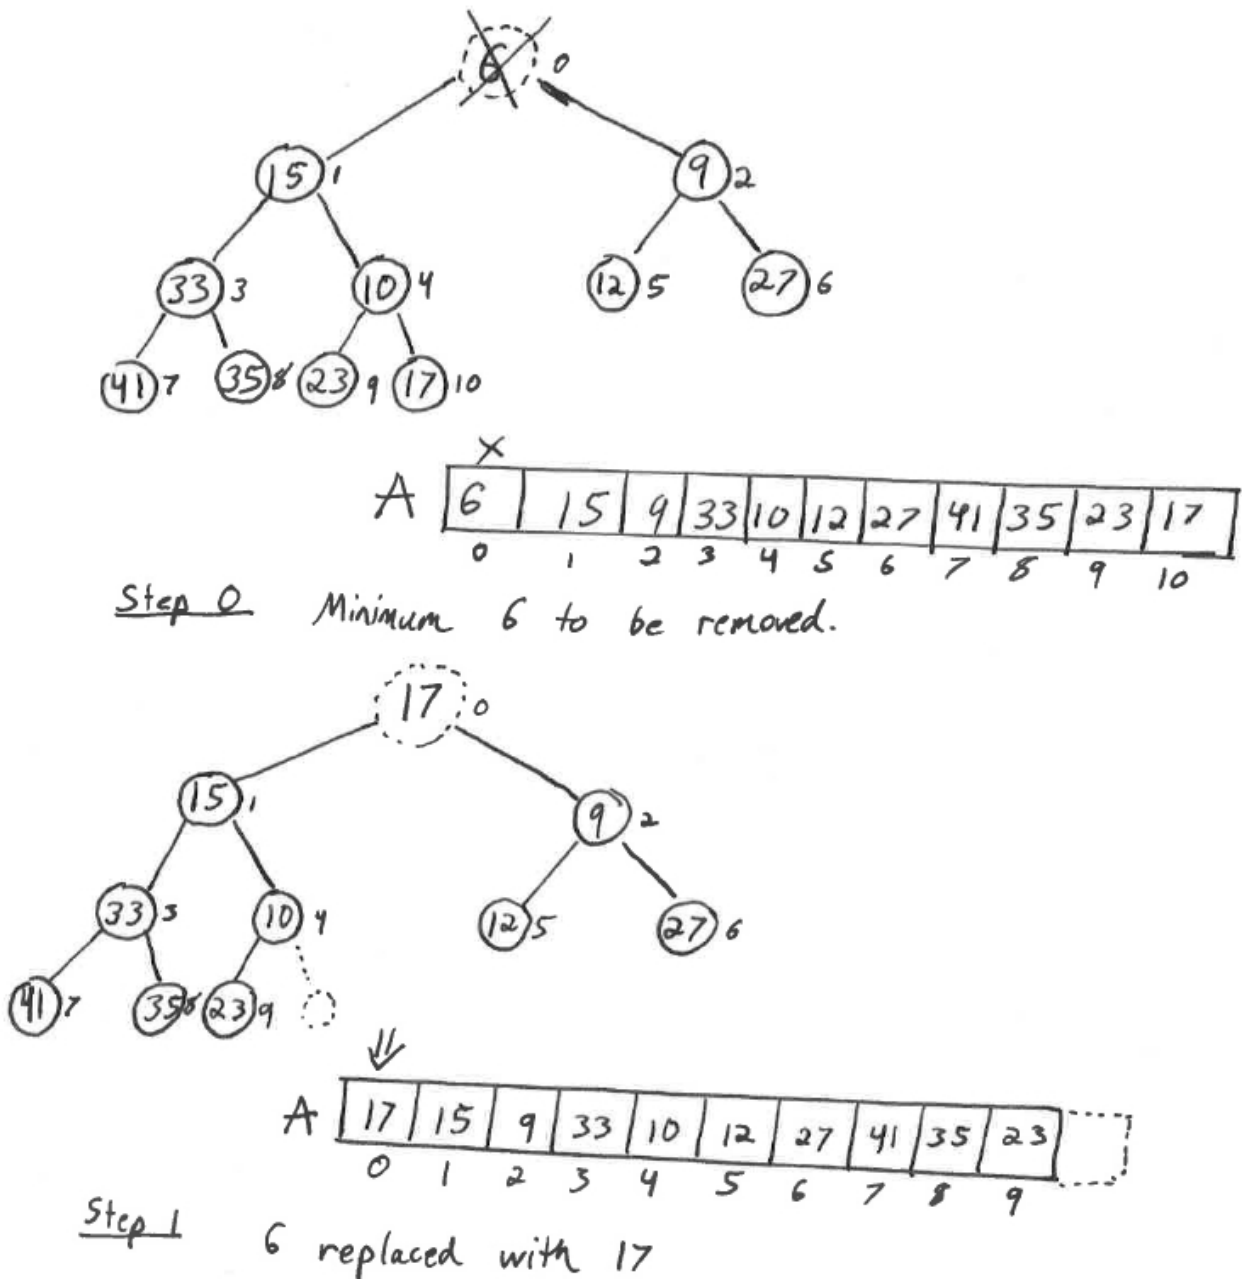 6 0
15 1 9 2
33 3 10 4 12 5 27 6
41 7 35 8 23 9 17 10
X
A 6 15 9 33 10 12 27 41 35 23 17
0 1 2 3 4 5 6 7 8 9 10
Step 0 Minimum 6 to be removed.
17 0
15 1 9 2
33 3 10 4 12 5 27 6
41 7 35 8 23 9
A 17 15 9 33 10 12 27 41 35 23
0 1 2 3 4 5 6 7 8 9
Step 1 6 replaced with 17